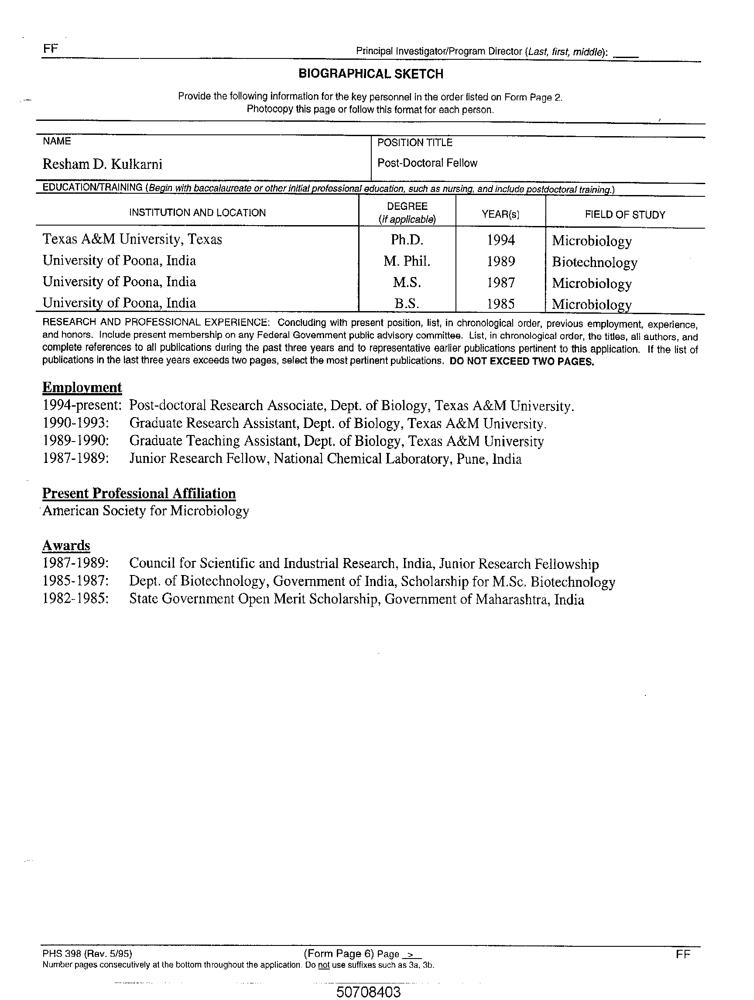 FF
Principal Investigator/Program Director (Last, first, middle):
BIOGRAPHICAL SKETCH
Provide the following information for the key personnel in the order listed on Form Page 2.
Photocopy this page or follow this format for each person.
NAME
POSITION TITLE
Resham D. Kulkarni
Post-Doctoral Fellow
EDUCATION/TRAINING (Begin with baccalaureate or other initial professional education, such as nursing, and include postdoctoral training.)
INSTITUTION AND LOCATION
DEGREE
(if applicable)
YEAR(s)
FIELD OF STUDY
Texas A&M University, Texas Ph.D. 1994 Microbiology
University of Poona, India M. Phil. 1989 Biotechnology
University of Poona, India M.S. 1987 Microbiology
University of Poona, India B.S. 1985 Microbiology
RESEARCH AND PROFESSIONAL EXPERIENCE: Concluding with present position, list, in chronological order, previous employment, experience,
and honors. Include present membership on any Federal Government public advisory committee. List, in chronological order, the titles, all authors, and
complete references to all publications during the past three years and to representative earlier publications pertinent to this application. If the list of
publications in the last three years exceeds two pages, select the most pertinent publications. DO NOT EXCEED TWO PAGES.
Employment
1994-present: Post-doctoral Research Associate, Dept. of Biology, Texas A&M University.
1990-1993: Graduate Research Assistant, Dept. of Biology, Texas A&M University.
1989-1990: Graduate Teaching Assistant, Dept. of Biology, Texas A&M University
1987-1989: Junior Research Fellow, National Chemical Laboratory, Pune, India
Present Professional Affiliation
American Society for Microbiology
Awards
1987-1989: Council for Scientific and Industrial Research, India, Junior Research Fellowship
1985-1987: Dept. of Biotechnology, Government of India, Scholarship for M.Sc. Biotechnology
1982-1985: State Government Open Merit Scholarship, Government of Maharashtra, India
PHS 398 (Rev. 5/95) (Form Page 6) Page > FF
Number pages consecutively at the bottom throughout the application. Do not use suffixes such as 3a, 3b.
50708403